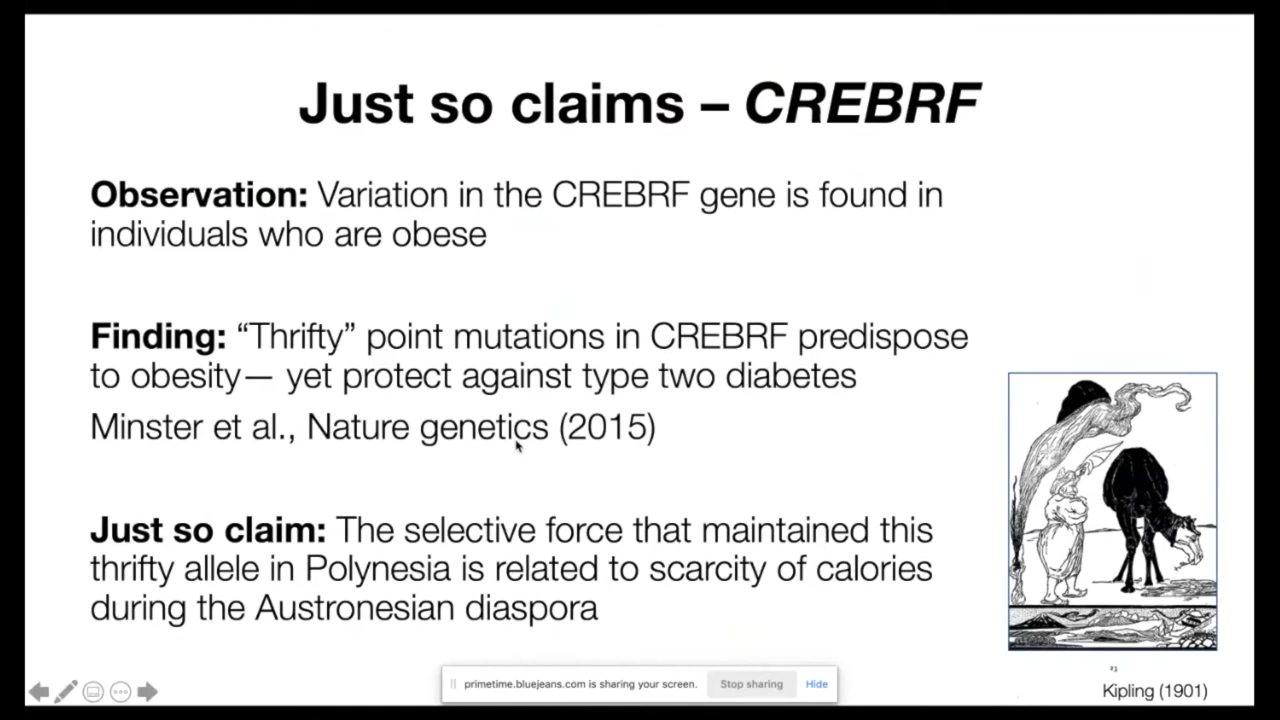 Just so claims – CREBRF
Observation: Variation in the CREBRF gene is found in
individuals who are obese
Finding: “Thrifty” point mutations in CREBRF predispose
to obesity— yet protect against type two diabetes
Minster et al., Nature genetics (2015)
Just so claim: The selective force that maintained this
thrifty allele in Polynesia is related to scarcity of calories
during the Austronesian diaspora
primetime.bluejeans.com is sharing your screen. Stop sharing Hide
Kipling (1901)